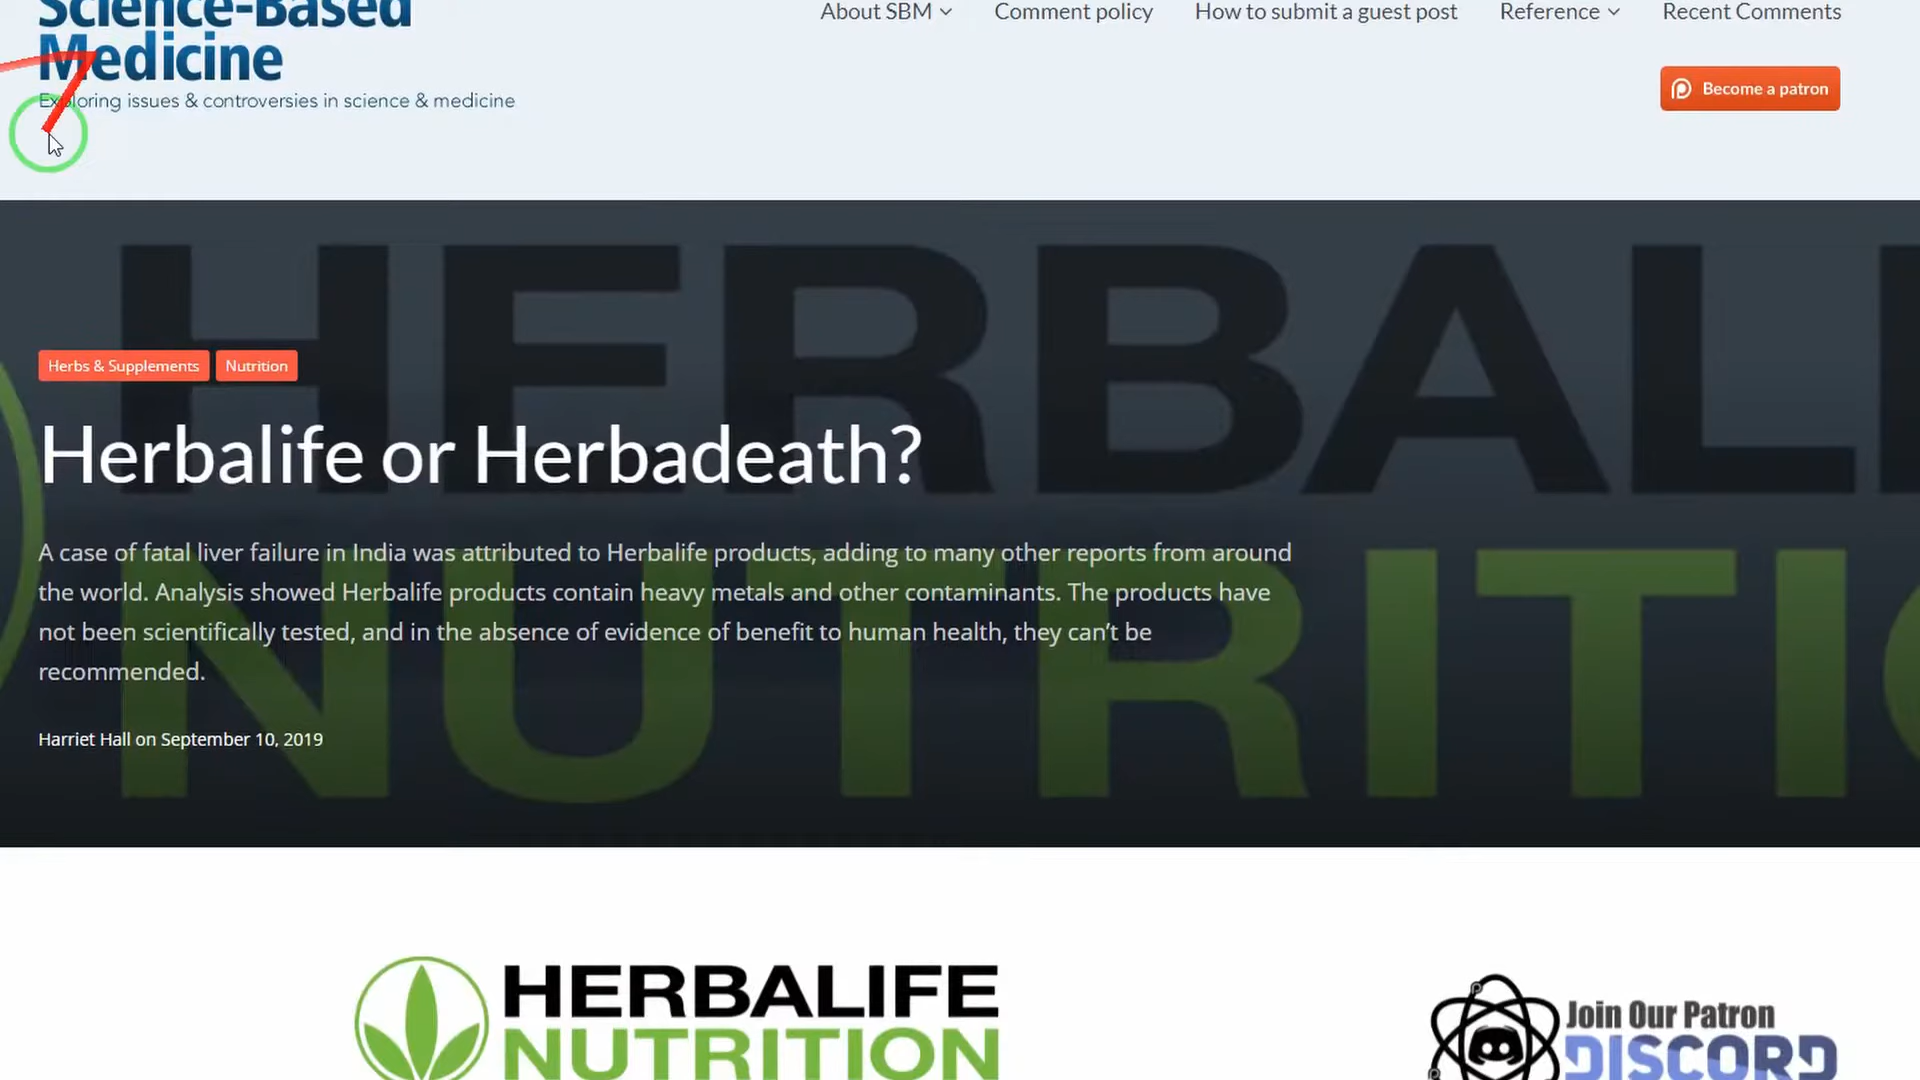 Science-Based
Medicine
Exploring issues & controversies in science & medicine
About SBM
Comment policy
How to submit a guest post
Reference
Recent Comments
Become a patron
HERBALI
NUTRITIO
Herbs & Supplements
Nutrition
Herbalife or Herbadeath?
A case of fatal liver failure in India was attributed to Herbalife products, adding to many other reports from around
the world. Analysis showed Herbalife products contain heavy metals and other contaminants. The products have
not been scientifically tested, and in the absence of evidence of benefit to human health, they can’t be
recommended.
Harriet Hall on September 10, 2019
HERBALIFE
NUTRITION
Join Our Patron
DISCORD